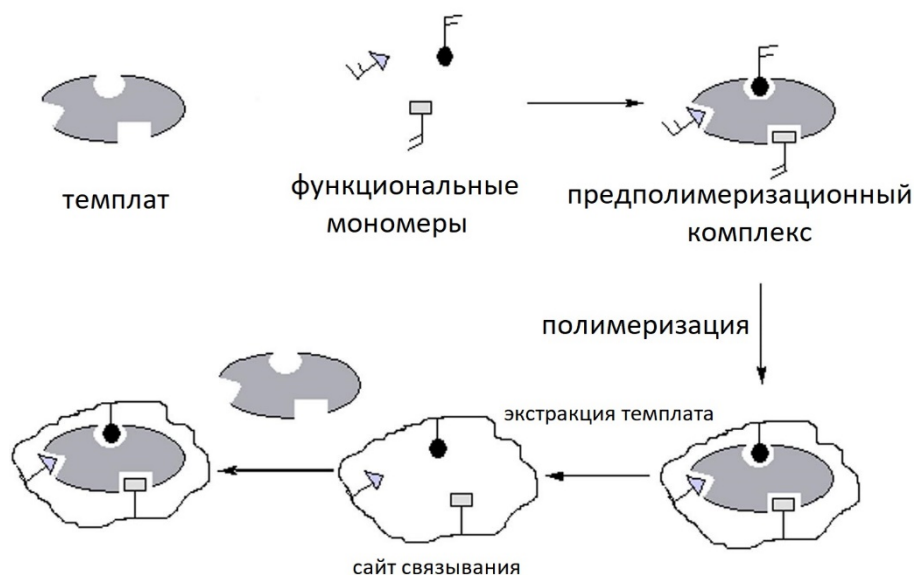 темплат
функциональные
мономеры
предполимеризационный
комплекс
полимеризация
экстракция темплата
сайт связывания